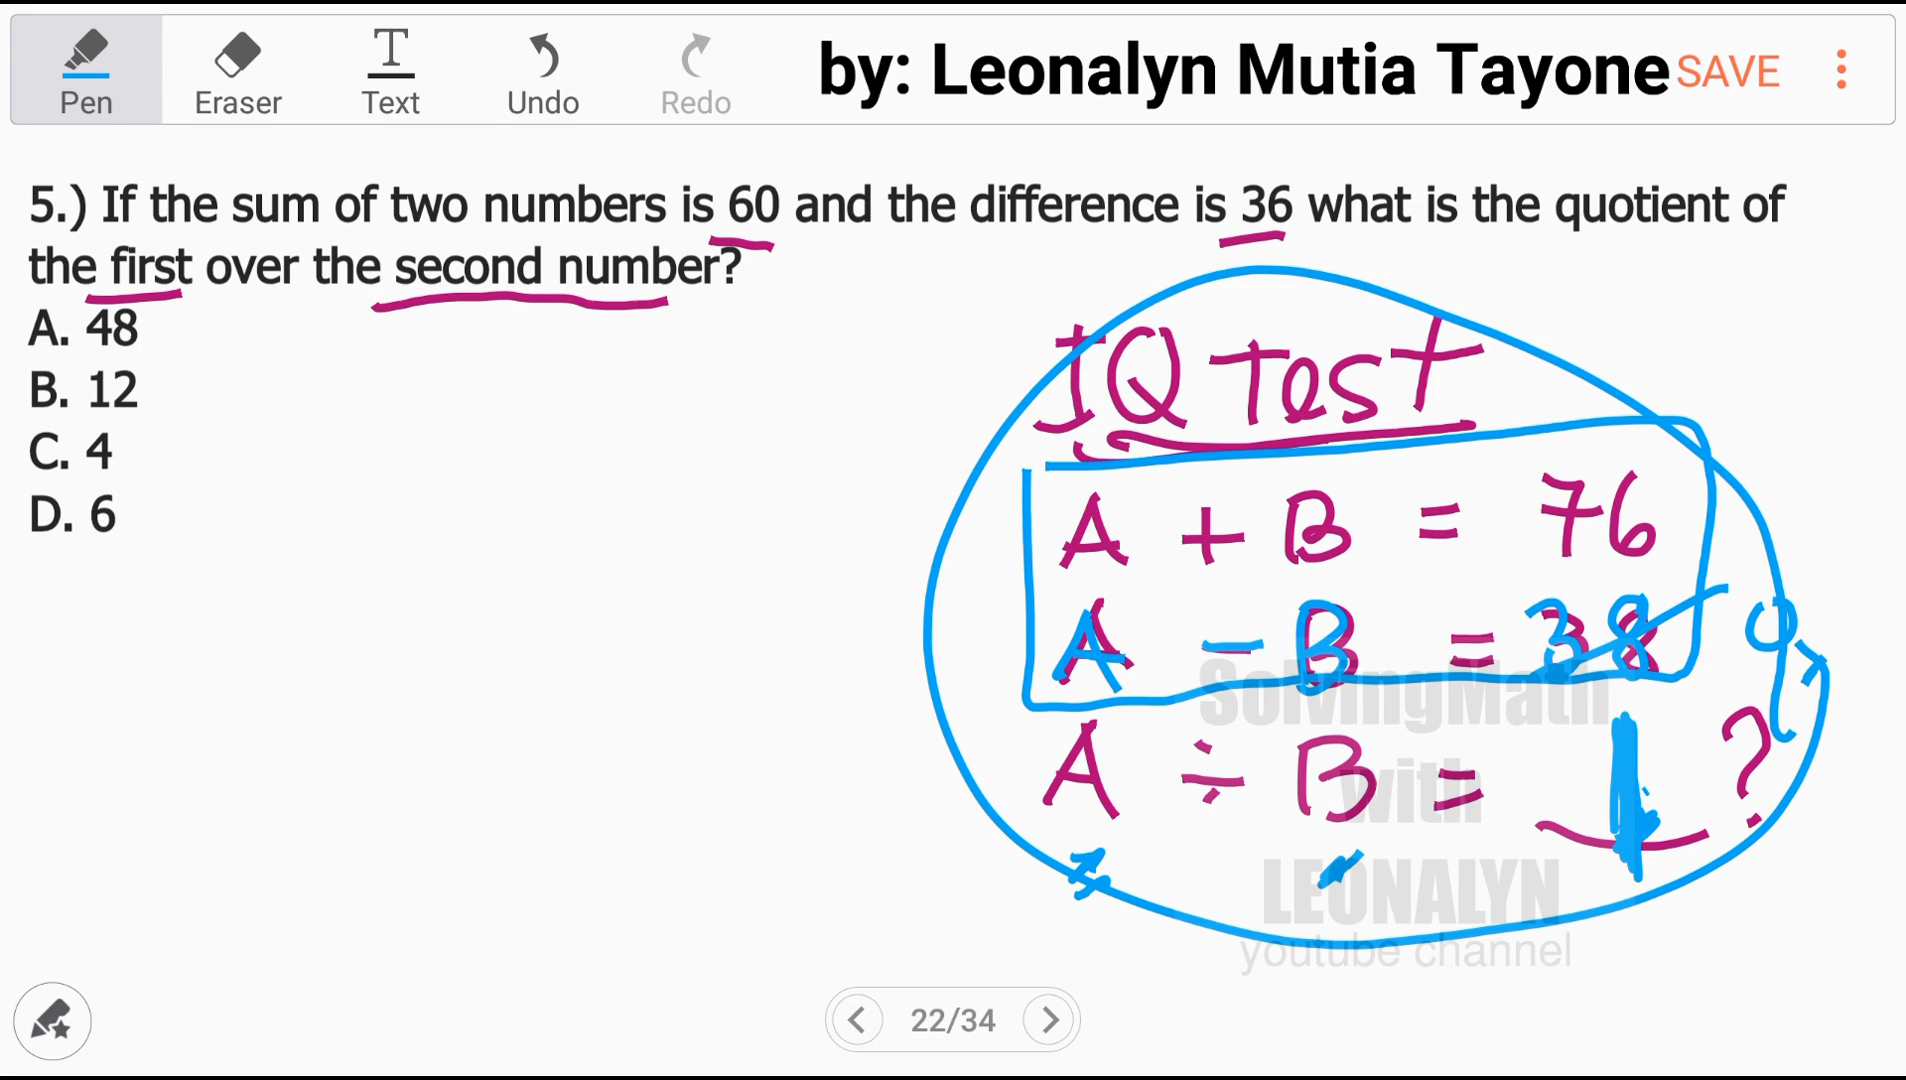 Pen Eraser Text Undo Redo by: Leonalyn Mutia Tayone SAVE
5.) If the sum of two numbers is 60 and the difference is 36 what is the quotient of
the first over the second number?
A. 48
B. 12
C. 4
D. 6
IQ Test
A + B = 76
A - B = 38
A ÷ B = ?
SolvingMath
with
LEONALYN
youtube channel
22/34